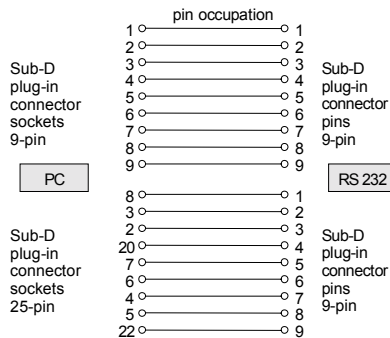 pin occupation
1 1
2 2
3 3
4 4
5 5
6 6
7 7
8 8
9 9
Sub-D
plug-in
connector
sockets
9-pin
Sub-D
plug-in
connector
pins
9-pin
PC
RS 232
8 1
3 2
2 3
20 4
7 5
6 6
4 7
5 8
22 9
Sub-D
plug-in
connector
sockets
25-pin
Sub-D
plug-in
connector
pins
9-pin